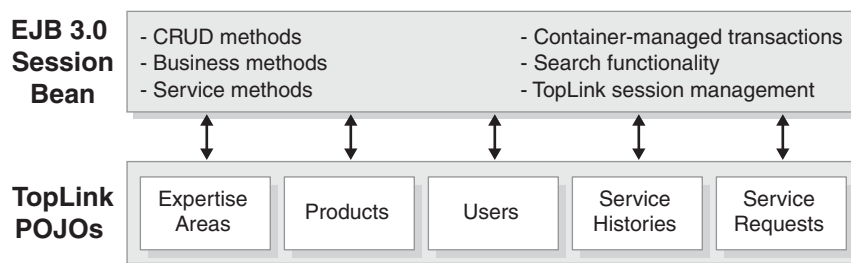 EJB 3.0
Session
Bean
- CRUD methods
- Business methods
- Service methods
- Container-managed transactions
- Search functionality
- TopLink session management
TopLink
POJOs
Expertise
Areas
Products
Users
Service
Histories
Service
Requests